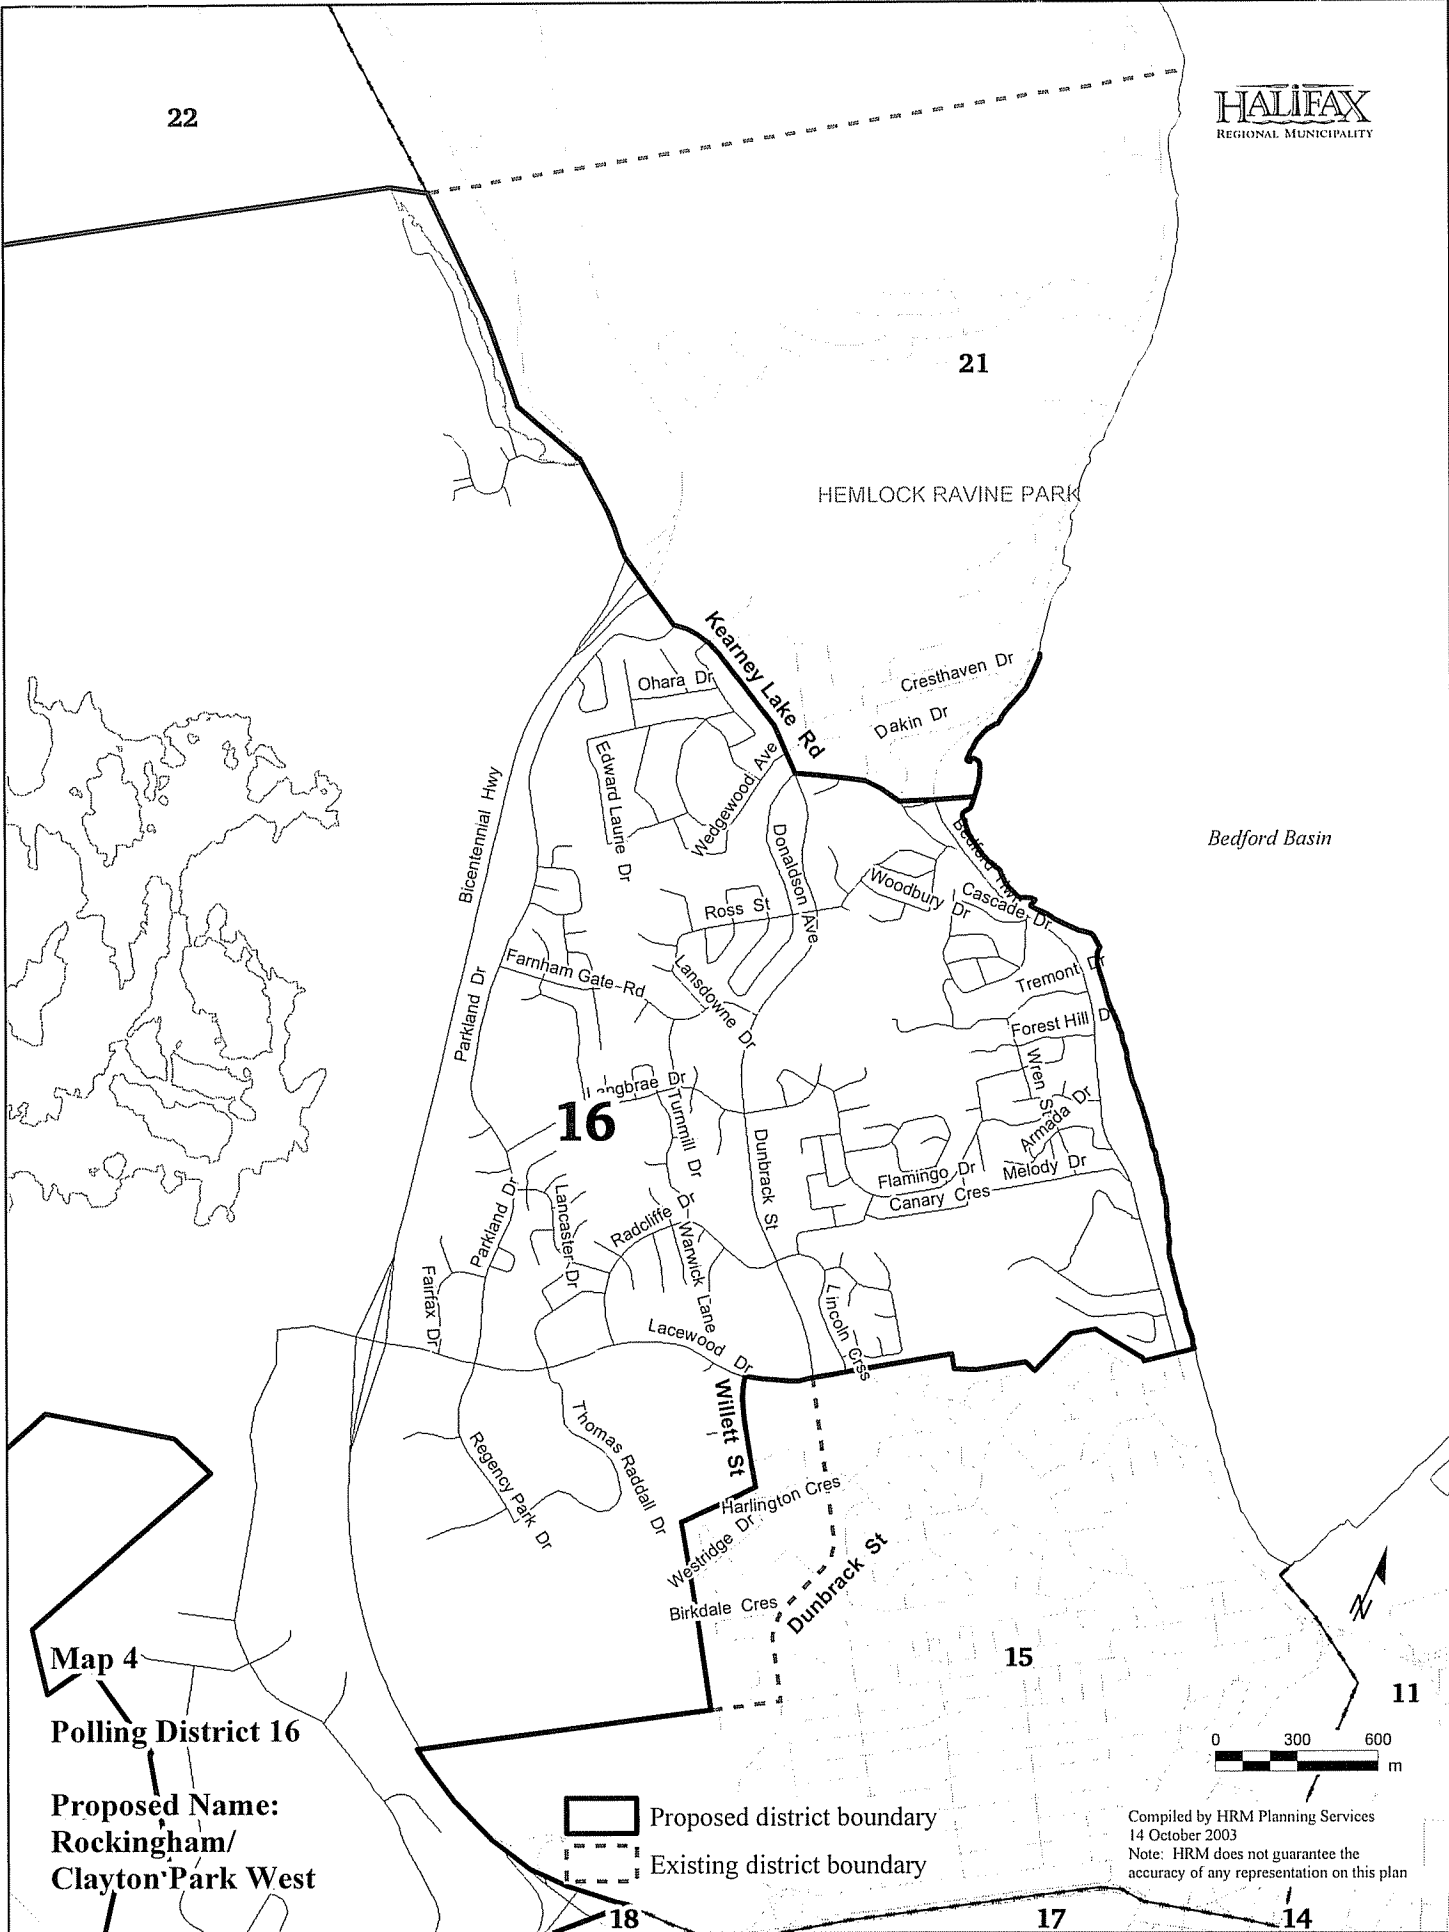 22
HALIFAX
REGIONAL MUNICIPALITY
21
HEMLOCK RAVINE PARK
Kearney Lake Rd
Cresthaven Dr
Ohara Dr
Dakin Dr
Edward Laurie Dr
Wedgewood Ave
Bicentennial Hwy
Bedford Hwy
Bedford Basin
Donaldson Ave
Woodbury Dr
Cascade Dr
Ross St
Farnham Gate Rd
Lansdowne Dr
Tremont Dr
Parkland Dr
Forest Hill D
Wren St
Langbrae Dr
Turnmill Dr
Armada Dr
16
Dunbrack St
Flamingo Dr
Melody Dr
Canary Cres
Parkland Dr
Lancaster Dr
Radcliffe Dr
Warwick Lane
Fairfax Dr
Lincoln Crss
Lacewood Dr
Willett St
Thomas Raddall Dr
Regency Park Dr
Harlington Cres
Westridge Dr
Dunbrack St
Birkdale Cres
N
15
11
Map 4
Polling District 16
Proposed Name:
Rockingham/
Clayton Park West
0 300 600
m
Proposed district boundary
Existing district boundary
Compiled by HRM Planning Services
14 October 2003
Note: HRM does not guarantee the
accuracy of any representation on this plan
18
17
14